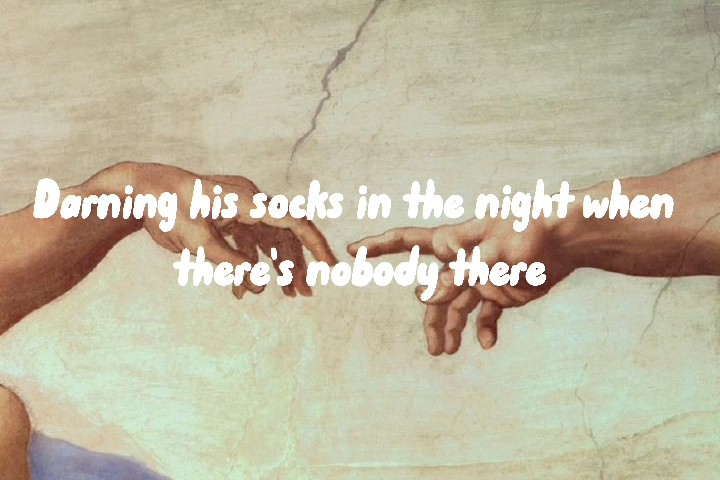 Darning his socks in the night when
there's nobody there